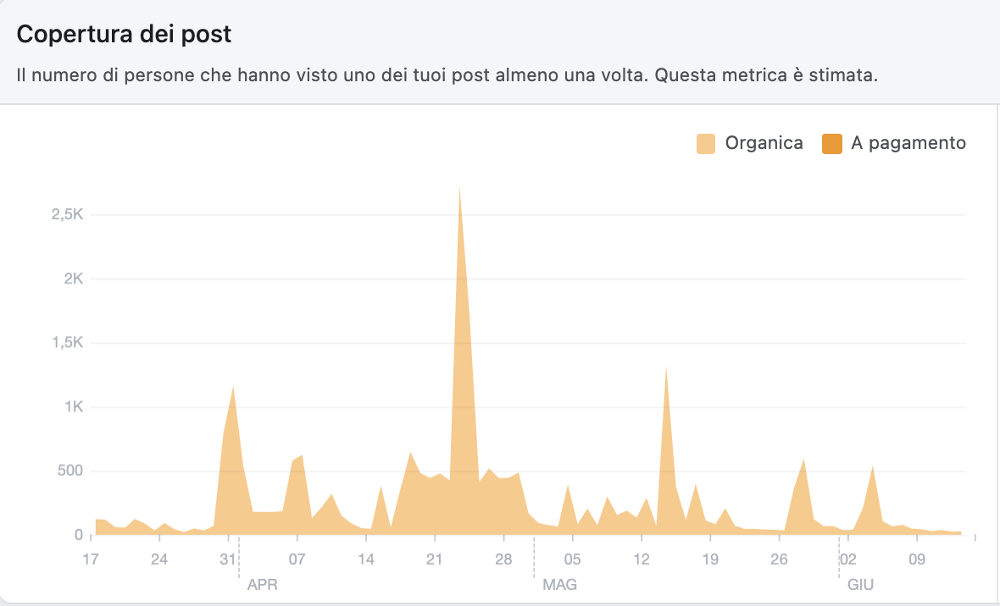 Copertura dei post
Il numero di persone che hanno visto uno dei tuoi post almeno una volta. Questa metrica è stimata.
Organica A pagamento
2,5K
2K
1,5K
1K
500
0
17 24 31 07 14 21 28 05 12 19 26 02 09
APR MAG GIU